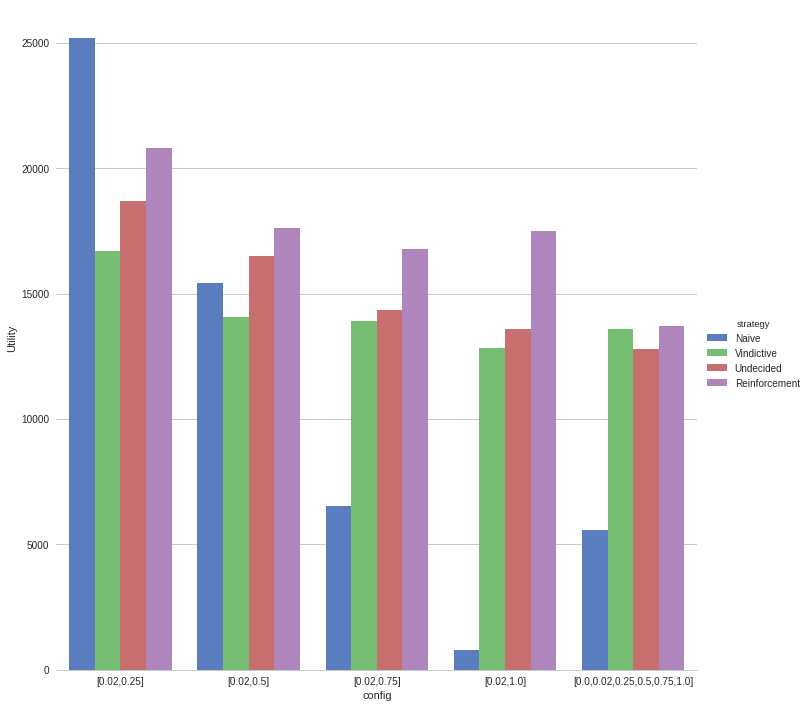 25000
20000
15000
10000
5000
0
Utility
[0.02,0.25]
[0.02,0.5]
[0.02,0.75]
[0.02,1.0]
[0.0,0.02,0.25,0.5,0.75,1.0]
config
strategy
Naive
Vindictive
Undecided
Reinforcement